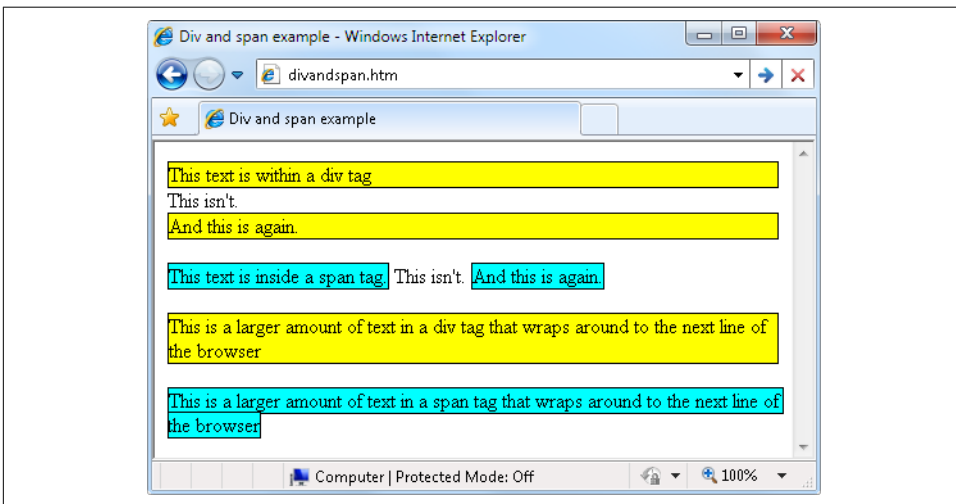 Div and span example - Windows Internet Explorer
divandspan.htm
Div and span example
This text is within a div tag
This isn't.
And this is again.
This text is inside a span tag. This isn't. And this is again.
This is a larger amount of text in a div tag that wraps around to the next line of
the browser
This is a larger amount of text in a span tag that wraps around to the next line of
the browser
Computer | Protected Mode: Off 100%